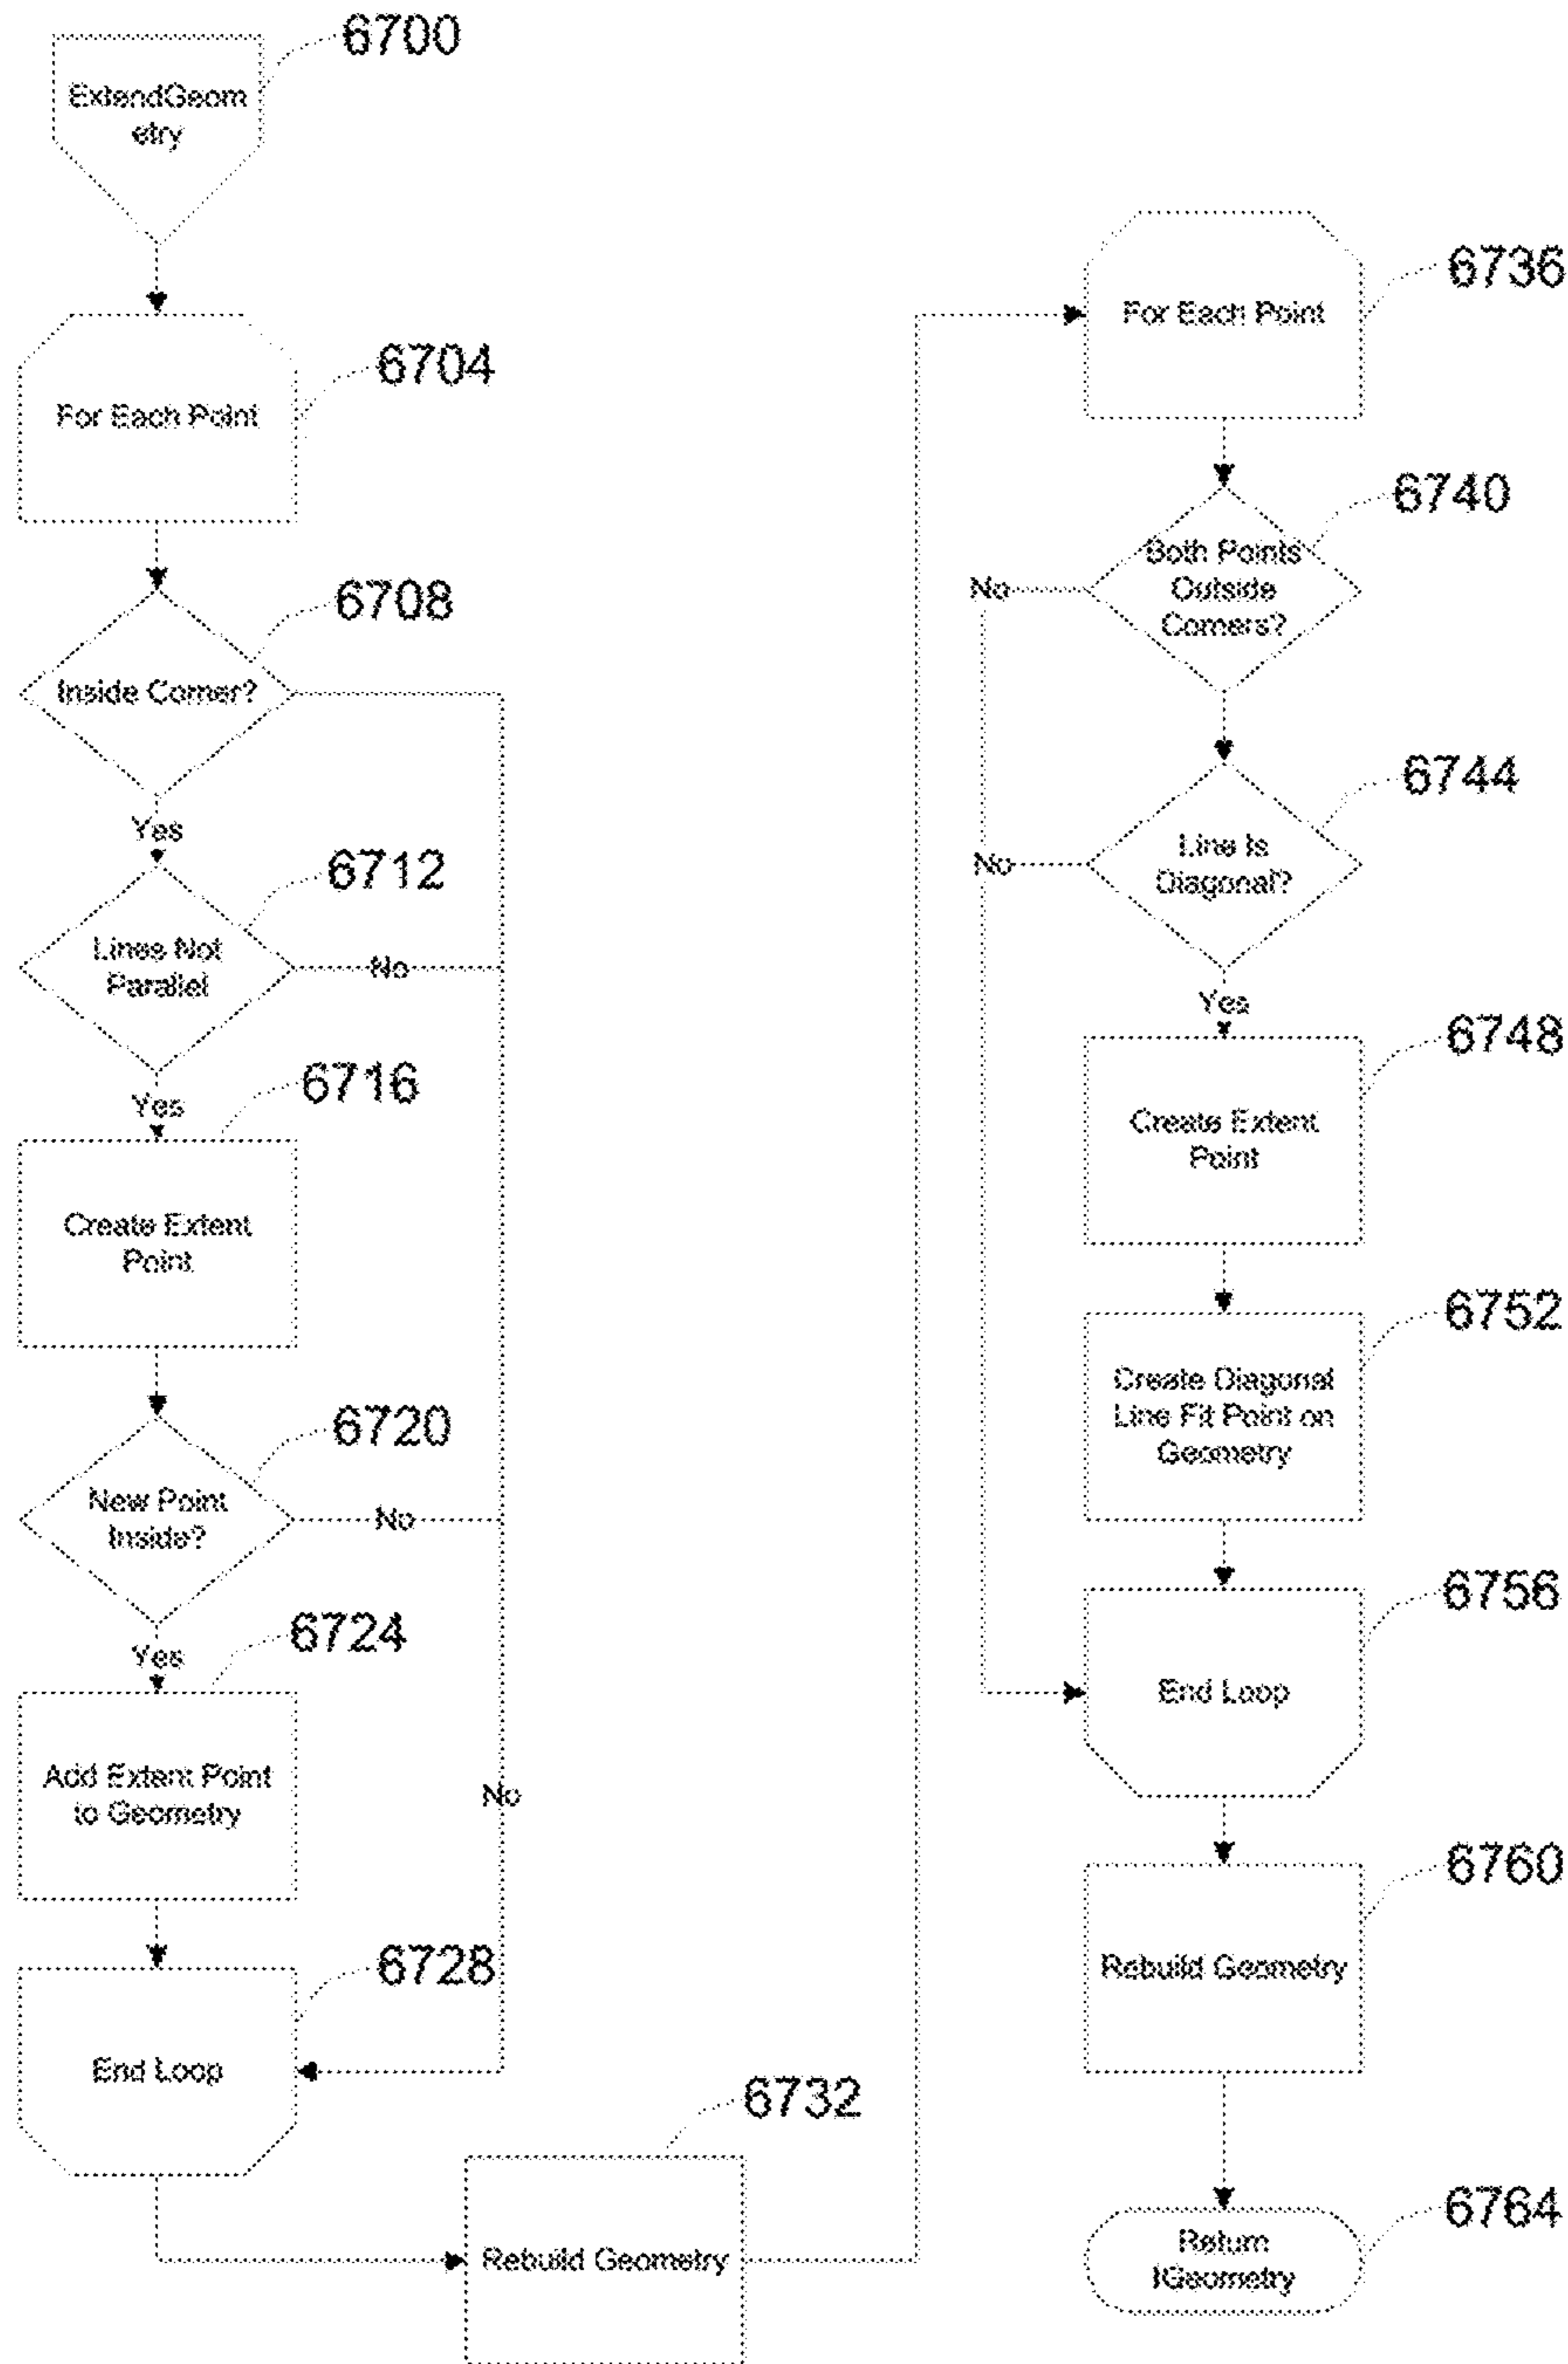 6700
ExtendGeom
etry
6704
For Each Point
6708
Inside Corner?
Yes
6712
Lines Not
Parallel
No
Yes
6716
Create Extent
Point
6720
New Point
Inside?
No
Yes
6724
Add Extent Point
to Geometry
No
6728
End Loop
6732
Rebuild Geometry
6736
For Each Point
6740
Both Points
Outside
Corners?
No
6744
Line Is
Diagonal?
No
Yes
6748
Create Extent
Point
6752
Create Diagonal
Line Fit Point on
Geometry
6756
End Loop
6760
Rebuild Geometry
6764
Return
IGeometry